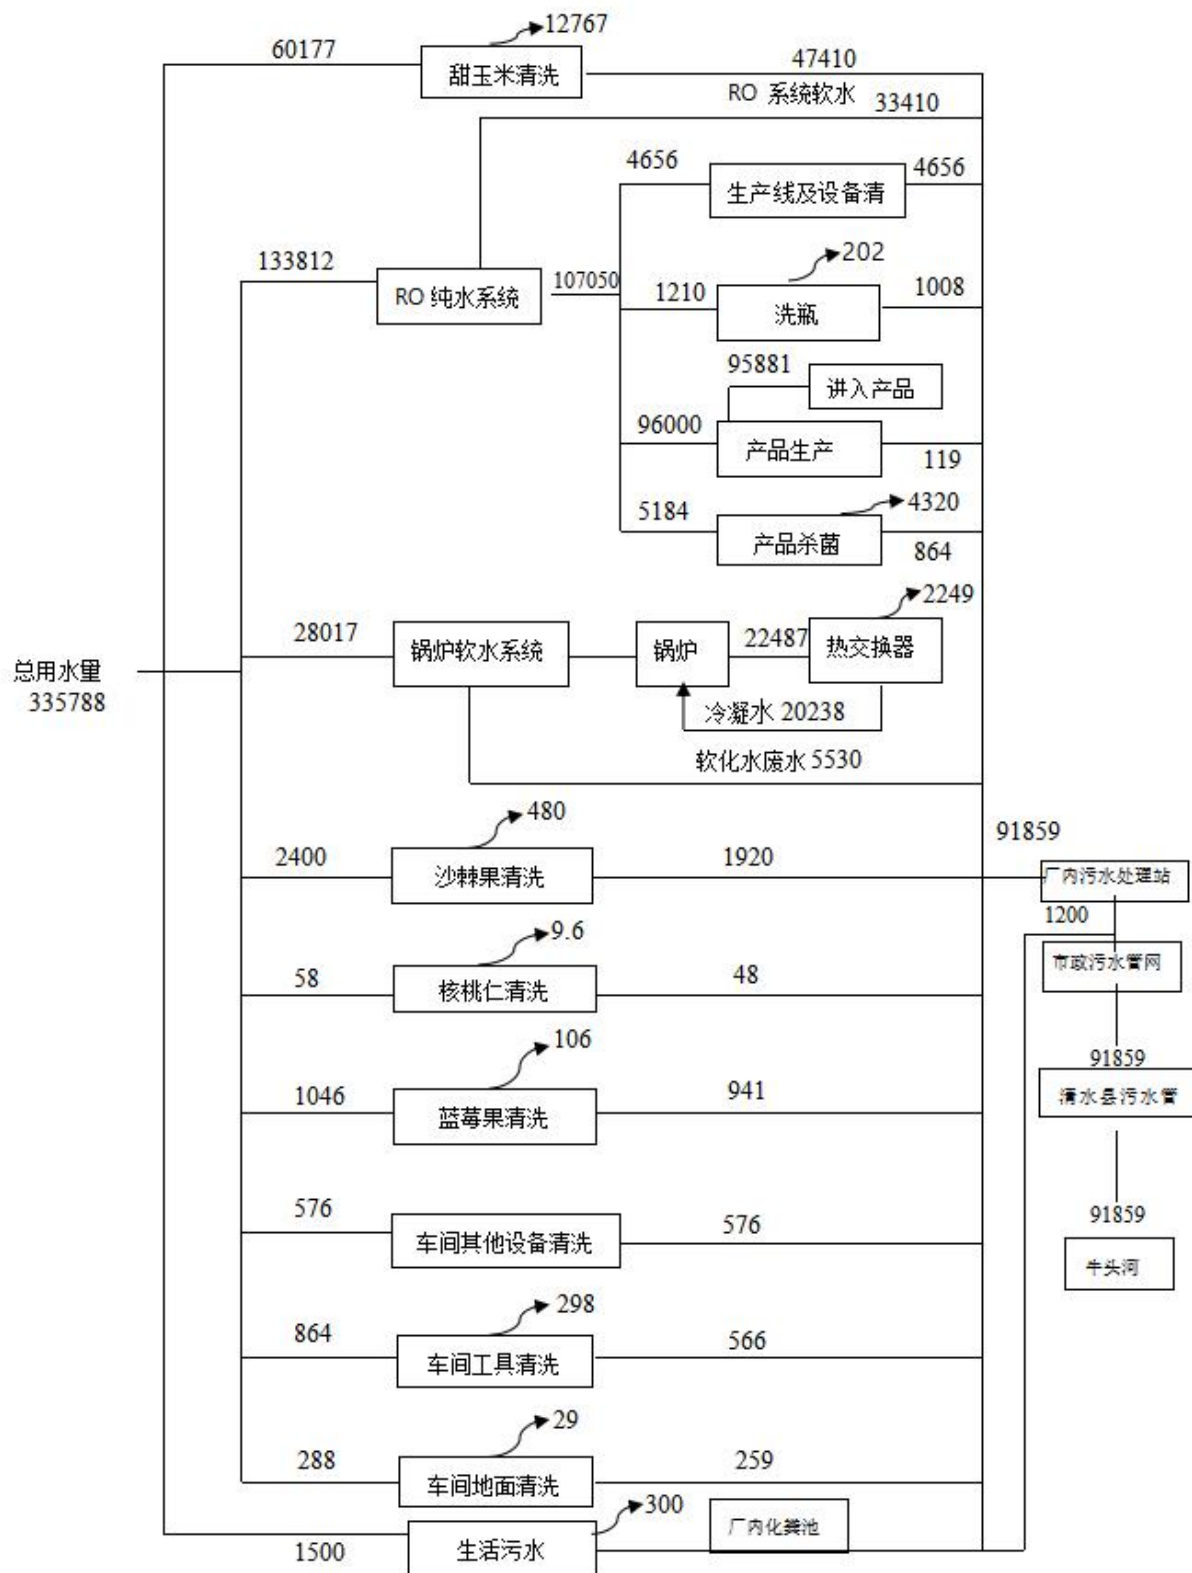 12767
60177
甜玉米清洗
47410
RO 系统软水
33410
4656
生产线及设备清
4656
133812
RO 纯水系统
107050
202
1210
洗瓶
1008
95881
进入产品
96000
产品生产
119
5184
4320
产品杀菌
864
2249
28017
锅炉软水系统
锅炉
22487
热交换器
总用水量
335788
冷凝水 20238
软化水废水 5530
480
2400
沙棘果清洗
1920
91859
厂内污水处理站
1200
9.6
58
核桃仁清洗
48
市政污水管网
106
1046
蓝莓果清洗
941
91859
清水县污水管
576
车间其他设备清洗
576
91859
牛头河
298
864
车间工具清洗
566
29
288
车间地面清洗
259
300
厂内化粪池
1500
生活污水